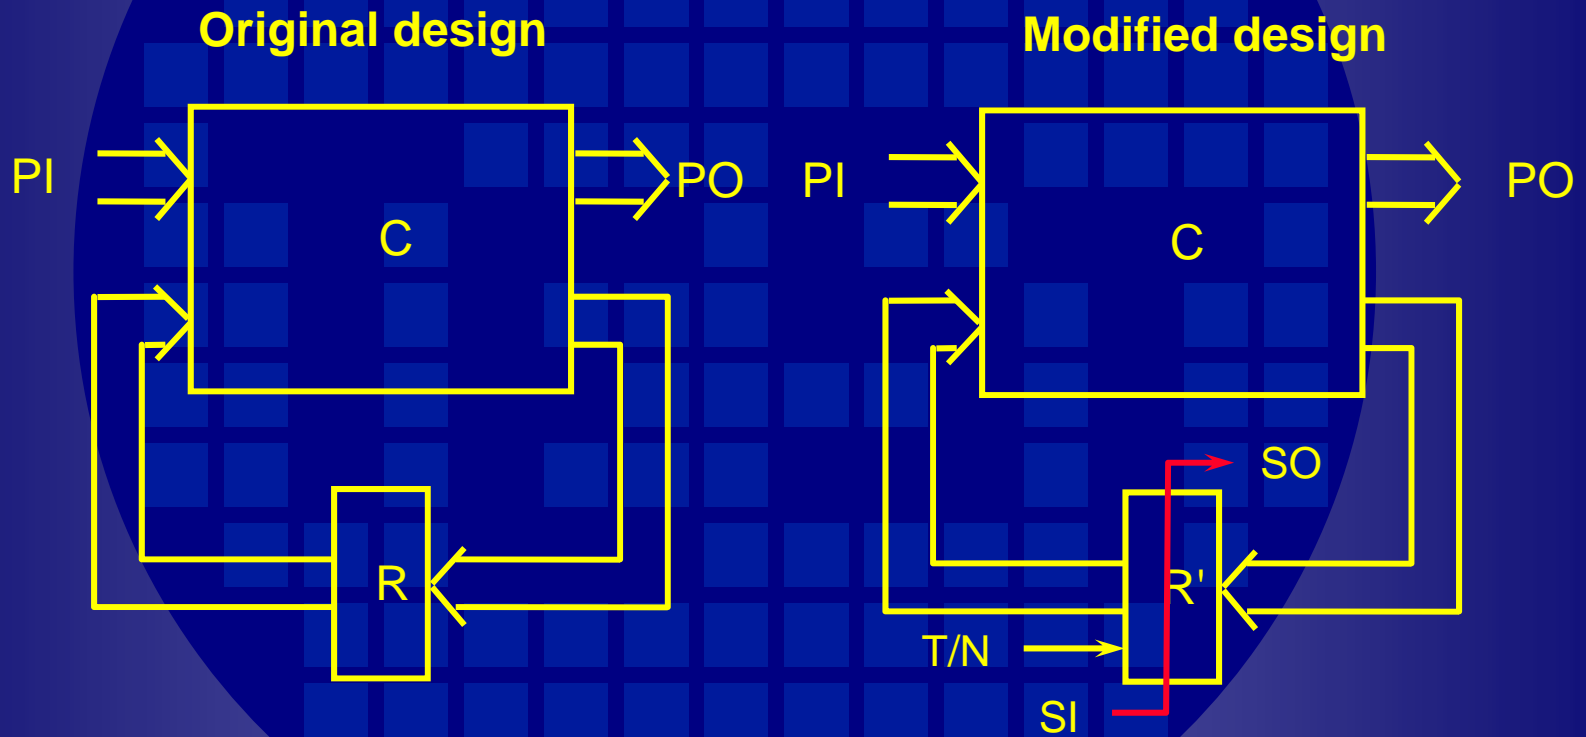 Original design
PI
PO
C
R
Modified design
PI
PO
C
SO
R'
T/N
SI